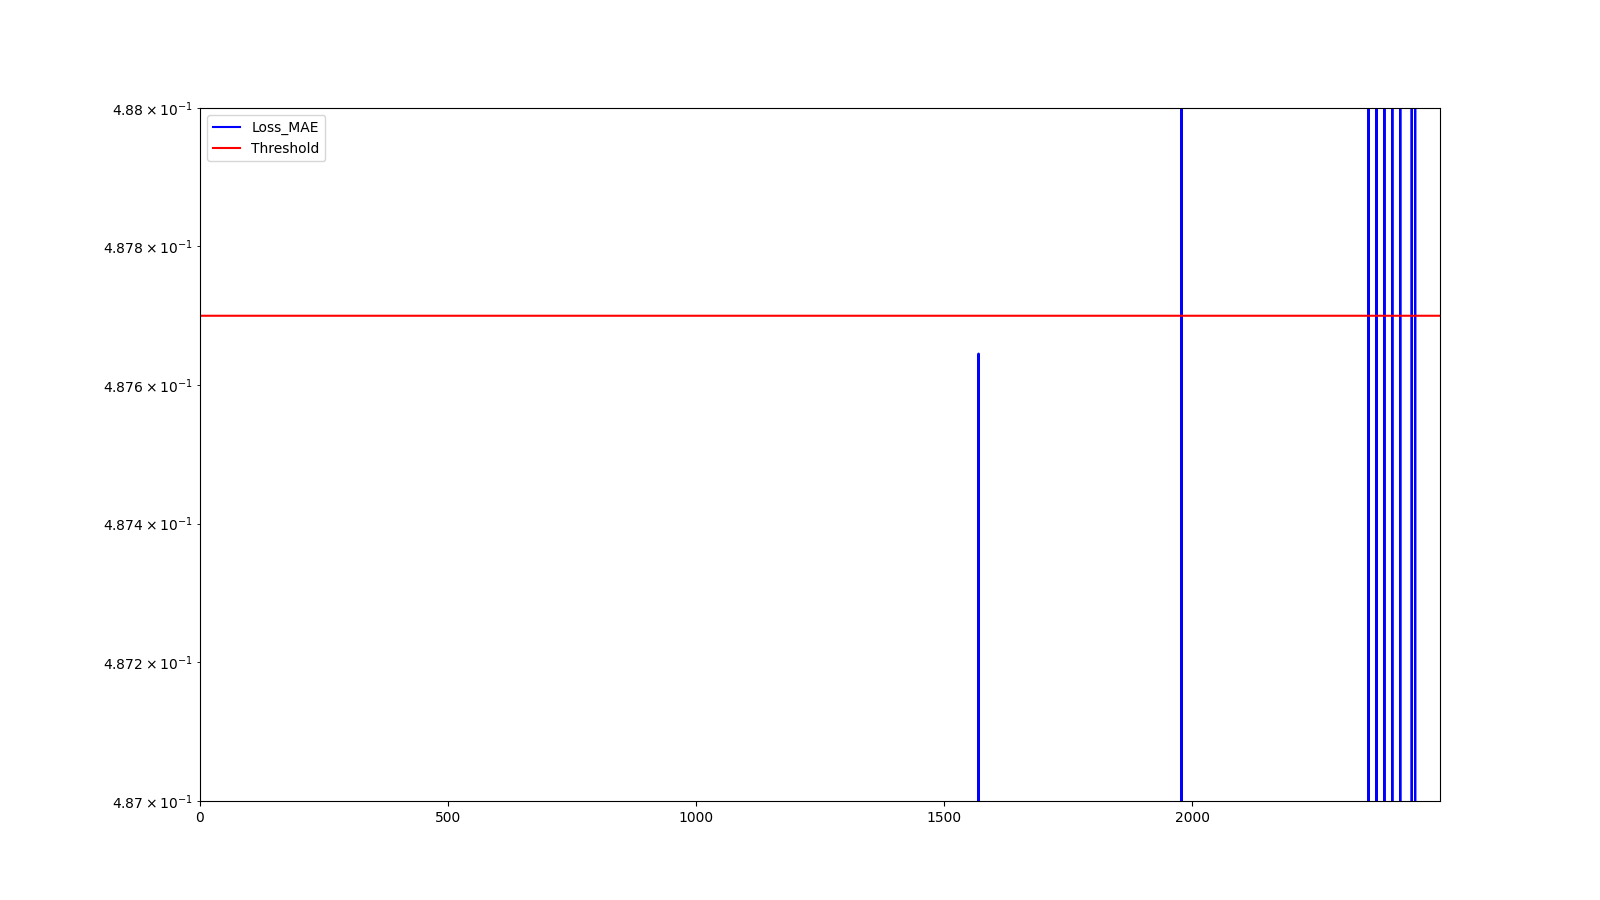 4.88 × 10⁻¹
Loss_MAE
Threshold
4.878 × 10⁻¹
4.876 × 10⁻¹
4.874 × 10⁻¹
4.872 × 10⁻¹
4.87 × 10⁻¹
0 500 1000 1500 2000